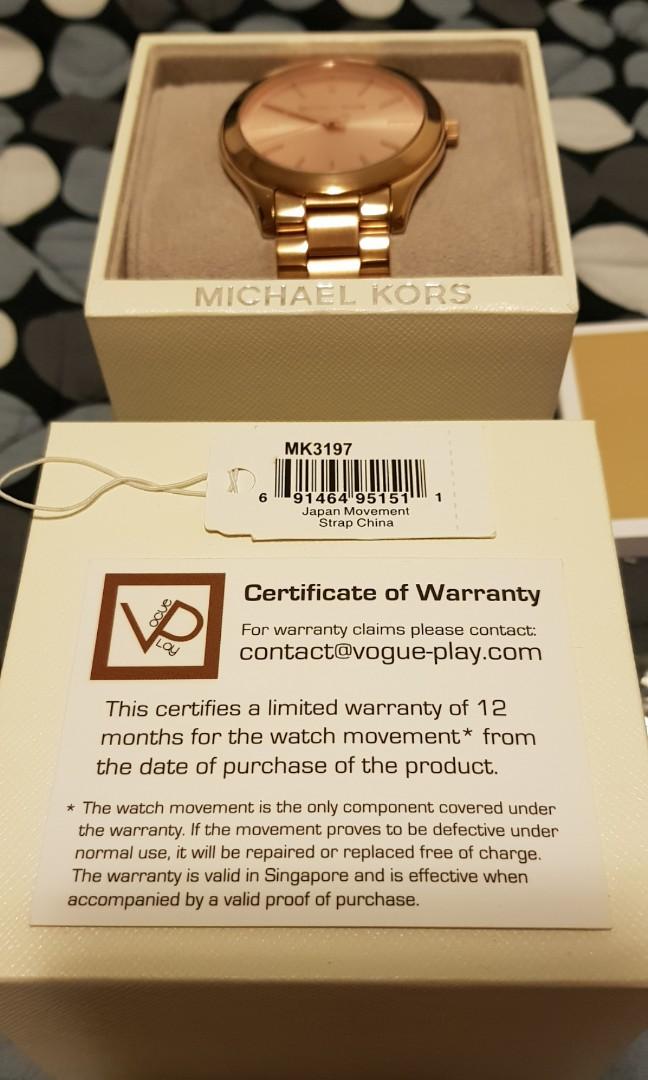 MICHAEL KORS
MK3197
6 91464 95151 1
Japan Movement
Strap China
Vogue
Play
Certificate of Warranty
For warranty claims please contact:
contact@vogue-play.com
This certifies a limited warranty of 12
months for the watch movement* from
the date of purchase of the product.
* The watch movement is the only component covered under
the warranty. If the movement proves to be defective under
normal use, it will be repaired or replaced free of charge.
The warranty is valid in Singapore and is effective when
accompanied by a valid proof of purchase.